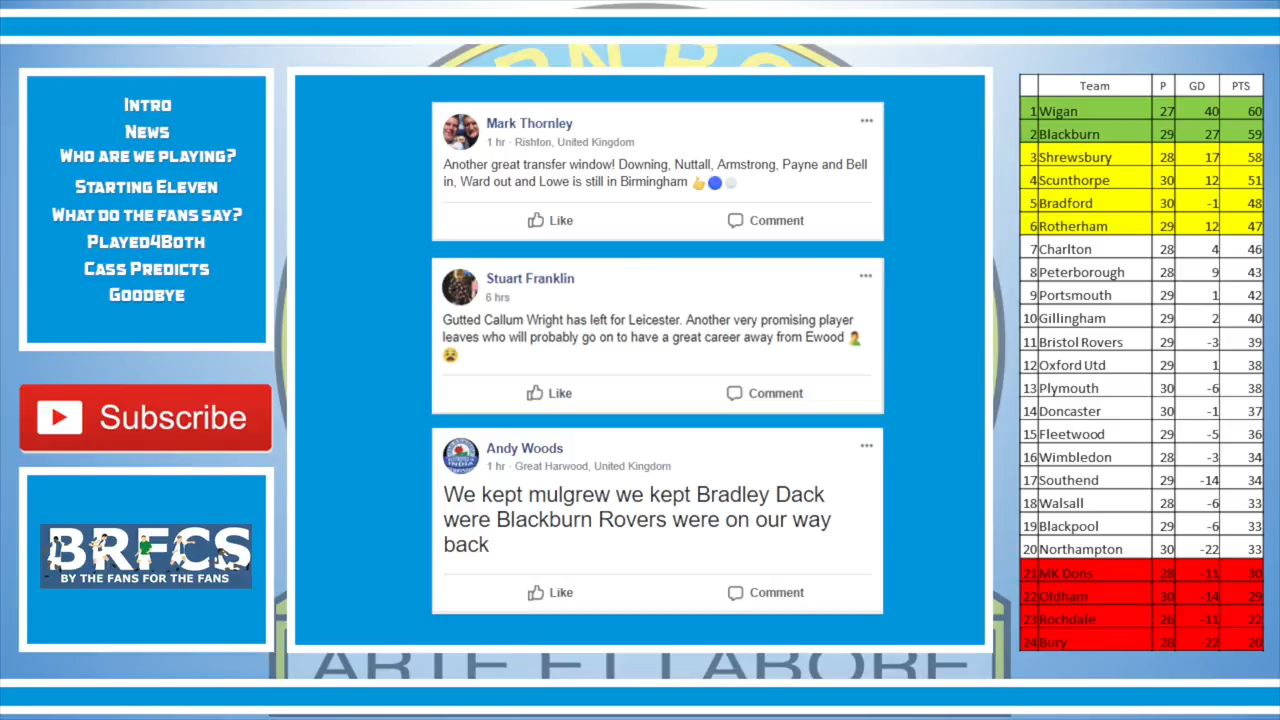 RN RO
INTRO
NEWS
WHO ARE WE PLAYING?
STARTING ELEVEN
WHAT DO THE FANS SAY?
PLAYED4BOTH
CASS PREDICTS
GOODBYE
Subscribe
BRFCS
BY THE FANS FOR THE FANS
Mark Thornley
1 hr · Rishton, United Kingdom
Another great transfer window! Downing, Nuttall, Armstrong, Payne and Bell
in, Ward out and Lowe is still in Birmingham 👍🔵⚪
Like Comment
Stuart Franklin
6 hrs
Gutted Callum Wright has left for Leicester. Another very promising player
leaves who will probably go on to have a great career away from Ewood 🤦
😫
Like Comment
Andy Woods
1 hr · Great Harwood, United Kingdom
We kept mulgrew we kept Bradley Dack
were Blackburn Rovers were on our way
back
Like Comment
ARTE ET LABORE
Team P GD PTS
1 Wigan 27 40 60
2 Blackburn 29 27 59
3 Shrewsbury 28 17 58
4 Scunthorpe 30 12 51
5 Bradford 30 -1 48
6 Rotherham 29 12 47
7 Charlton 28 4 46
8 Peterborough 28 9 43
9 Portsmouth 29 1 42
10 Gillingham 29 2 40
11 Bristol Rovers 29 -3 39
12 Oxford Utd 29 1 38
13 Plymouth 30 -6 38
14 Doncaster 30 -1 37
15 Fleetwood 29 -5 36
16 Wimbledon 28 -3 34
17 Southend 29 -14 34
18 Walsall 28 -6 33
19 Blackpool 29 -6 33
20 Northampton 30 -22 33
21 MK Dons 28 -11 30
22 Oldham 30 -14 29
23 Rochdale 26 -11 22
24 Bury 28 -22 20